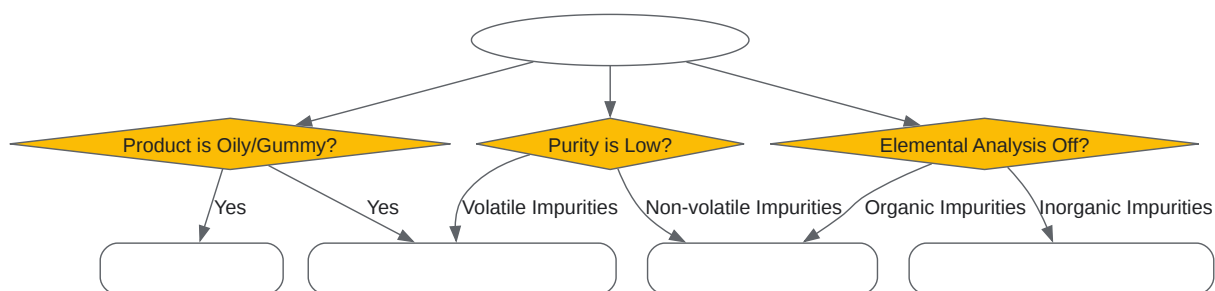 Product is Oily/Gummy?
Purity is Low?
Elemental Analysis Off?
Yes
Yes
Volatile Impurities
Non-volatile Impurities
Organic Impurities
Inorganic Impurities